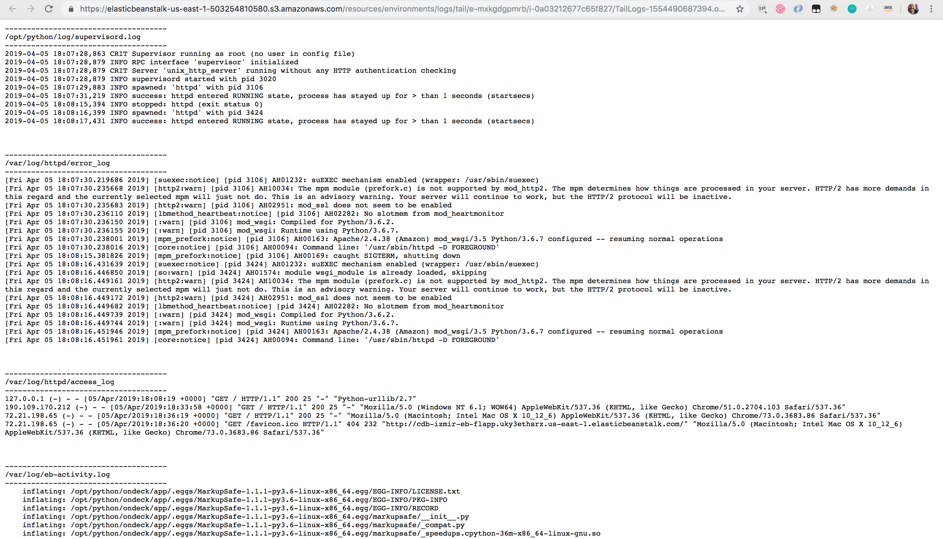 https://elasticbeanstalk-us-east-1-503254810580.s3.amazonaws.com/resources/environments/logs/tail/e-mxkgdgpmrb/i-0a03212677c65f827/TailLogs-1554490687394.o...
-------------------------------------
/opt/python/log/supervisord.log
-------------------------------------
2019-04-05 18:07:28,863 CRIT Supervisor running as root (no user in config file)
2019-04-05 18:07:28,879 INFO RPC interface 'supervisor' initialized
2019-04-05 18:07:28,879 CRIT Server 'unix_http_server' running without any HTTP authentication checking
2019-04-05 18:07:28,879 INFO supervisord started with pid 3020
2019-04-05 18:07:29,883 INFO spawned: 'httpd' with pid 3106
2019-04-05 18:07:31,219 INFO success: httpd entered RUNNING state, process has stayed up for > than 1 seconds (startsecs)
2019-04-05 18:08:15,394 INFO stopped: httpd (exit status 0)
2019-04-05 18:08:16,399 INFO spawned: 'httpd' with pid 3424
2019-04-05 18:08:17,431 INFO success: httpd entered RUNNING state, process has stayed up for > than 1 seconds (startsecs)
-------------------------------------
/var/log/httpd/error_log
-------------------------------------
[Fri Apr 05 18:07:30.219686 2019] [suexec:notice] [pid 3106] AH01232: suEXEC mechanism enabled (wrapper: /usr/sbin/suexec)
[Fri Apr 05 18:07:30.235668 2019] [http2:warn] [pid 3106] AH10034: The mpm module (prefork.c) is not supported by mod_http2. The mpm determines how things are processed in your server. HTTP/2 has more demands in
this regard and the currently selected mpm will just not do. This is an advisory warning. Your server will continue to work, but the HTTP/2 protocol will be inactive.
[Fri Apr 05 18:07:30.235683 2019] [http2:warn] [pid 3106] AH02951: mod_ssl does not seem to be enabled
[Fri Apr 05 18:07:30.236110 2019] [lbmethod_heartbeat:notice] [pid 3106] AH02282: No slotmem from mod_heartmonitor
[Fri Apr 05 18:07:30.236150 2019] [:warn] [pid 3106] mod_wsgi: Compiled for Python/3.6.2.
[Fri Apr 05 18:07:30.236155 2019] [:warn] [pid 3106] mod_wsgi: Runtime using Python/3.6.7.
[Fri Apr 05 18:07:30.238001 2019] [mpm_prefork:notice] [pid 3106] AH00163: Apache/2.4.38 (Amazon) mod_wsgi/3.5 Python/3.6.7 configured -- resuming normal operations
[Fri Apr 05 18:07:30.238016 2019] [core:notice] [pid 3106] AH00094: Command line: '/usr/sbin/httpd -D FOREGROUND'
[Fri Apr 05 18:08:15.381826 2019] [mpm_prefork:notice] [pid 3106] AH00169: caught SIGTERM, shutting down
[Fri Apr 05 18:08:16.431639 2019] [suexec:notice] [pid 3424] AH01232: suEXEC mechanism enabled (wrapper: /usr/sbin/suexec)
[Fri Apr 05 18:08:16.446850 2019] [so:warn] [pid 3424] AH01574: module wsgi_module is already loaded, skipping
[Fri Apr 05 18:08:16.449161 2019] [http2:warn] [pid 3424] AH10034: The mpm module (prefork.c) is not supported by mod_http2. The mpm determines how things are processed in your server. HTTP/2 has more demands in
this regard and the currently selected mpm will just not do. This is an advisory warning. Your server will continue to work, but the HTTP/2 protocol will be inactive.
[Fri Apr 05 18:08:16.449172 2019] [http2:warn] [pid 3424] AH02951: mod_ssl does not seem to be enabled
[Fri Apr 05 18:08:16.449682 2019] [lbmethod_heartbeat:notice] [pid 3424] AH02282: No slotmem from mod_heartmonitor
[Fri Apr 05 18:08:16.449739 2019] [:warn] [pid 3424] mod_wsgi: Compiled for Python/3.6.2.
[Fri Apr 05 18:08:16.449744 2019] [:warn] [pid 3424] mod_wsgi: Runtime using Python/3.6.7.
[Fri Apr 05 18:08:16.451946 2019] [mpm_prefork:notice] [pid 3424] AH00163: Apache/2.4.38 (Amazon) mod_wsgi/3.5 Python/3.6.7 configured -- resuming normal operations
[Fri Apr 05 18:08:16.451961 2019] [core:notice] [pid 3424] AH00094: Command line: '/usr/sbin/httpd -D FOREGROUND'
-------------------------------------
/var/log/httpd/access_log
-------------------------------------
127.0.0.1 (-) - - [05/Apr/2019:18:08:19 +0000] "GET / HTTP/1.1" 200 25 "-" "Python-urllib/2.7"
190.109.170.212 (-) - - [05/Apr/2019:18:33:58 +0000] "GET / HTTP/1.1" 200 25 "-" "Mozilla/5.0 (Windows NT 6.1; WOW64) AppleWebKit/537.36 (KHTML, like Gecko) Chrome/51.0.2704.103 Safari/537.36"
72.21.198.65 (-) - - [05/Apr/2019:18:36:19 +0000] "GET / HTTP/1.1" 200 25 "-" "Mozilla/5.0 (Macintosh; Intel Mac OS X 10_12_6) AppleWebKit/537.36 (KHTML, like Gecko) Chrome/73.0.3683.86 Safari/537.36"
72.21.198.65 (-) - - [05/Apr/2019:18:36:20 +0000] "GET /favicon.ico HTTP/1.1" 404 232 "http://cdb-izmir-eb-flapp.uky3ethsrz.us-east-1.elasticbeanstalk.com/" "Mozilla/5.0 (Macintosh; Intel Mac OS X 10_12_6)
AppleWebKit/537.36 (KHTML, like Gecko) Chrome/73.0.3683.86 Safari/537.36"
-------------------------------------
/var/log/eb-activity.log
-------------------------------------
inflating: /opt/python/ondeck/app/.eggs/MarkupSafe-1.1.1-py3.6-linux-x86_64.egg/EGG-INFO/LICENSE.txt
inflating: /opt/python/ondeck/app/.eggs/MarkupSafe-1.1.1-py3.6-linux-x86_64.egg/EGG-INFO/PKG-INFO
inflating: /opt/python/ondeck/app/.eggs/MarkupSafe-1.1.1-py3.6-linux-x86_64.egg/EGG-INFO/RECORD
inflating: /opt/python/ondeck/app/.eggs/MarkupSafe-1.1.1-py3.6-linux-x86_64.egg/markupsafe/__init__.py
inflating: /opt/python/ondeck/app/.eggs/MarkupSafe-1.1.1-py3.6-linux-x86_64.egg/markupsafe/_compat.py
inflating: /opt/python/ondeck/app/.eggs/MarkupSafe-1.1.1-py3.6-linux-x86_64.egg/markupsafe/_speedups.cpython-36m-x86_64-linux-gnu.so